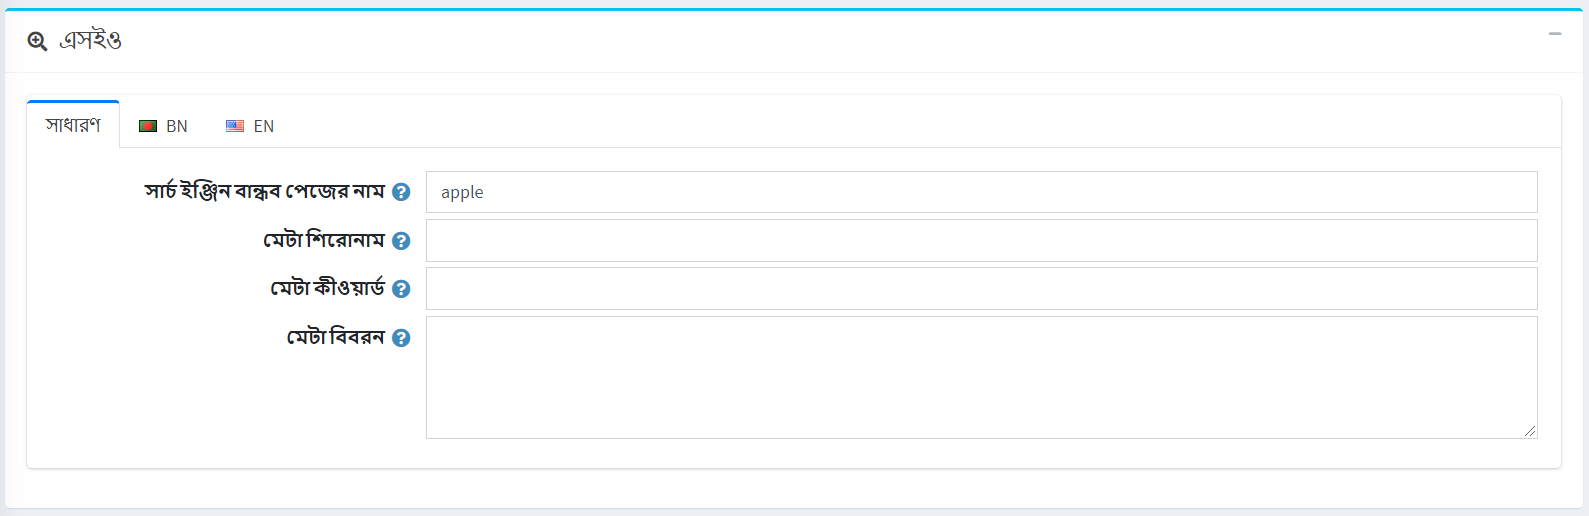 এসইও
সাধারণ BN EN
সার্চ ইঞ্জিন বান্ধব পেজের নাম apple
মেটা শিরোনাম
মেটা কীওয়ার্ড
মেটা বিবরন